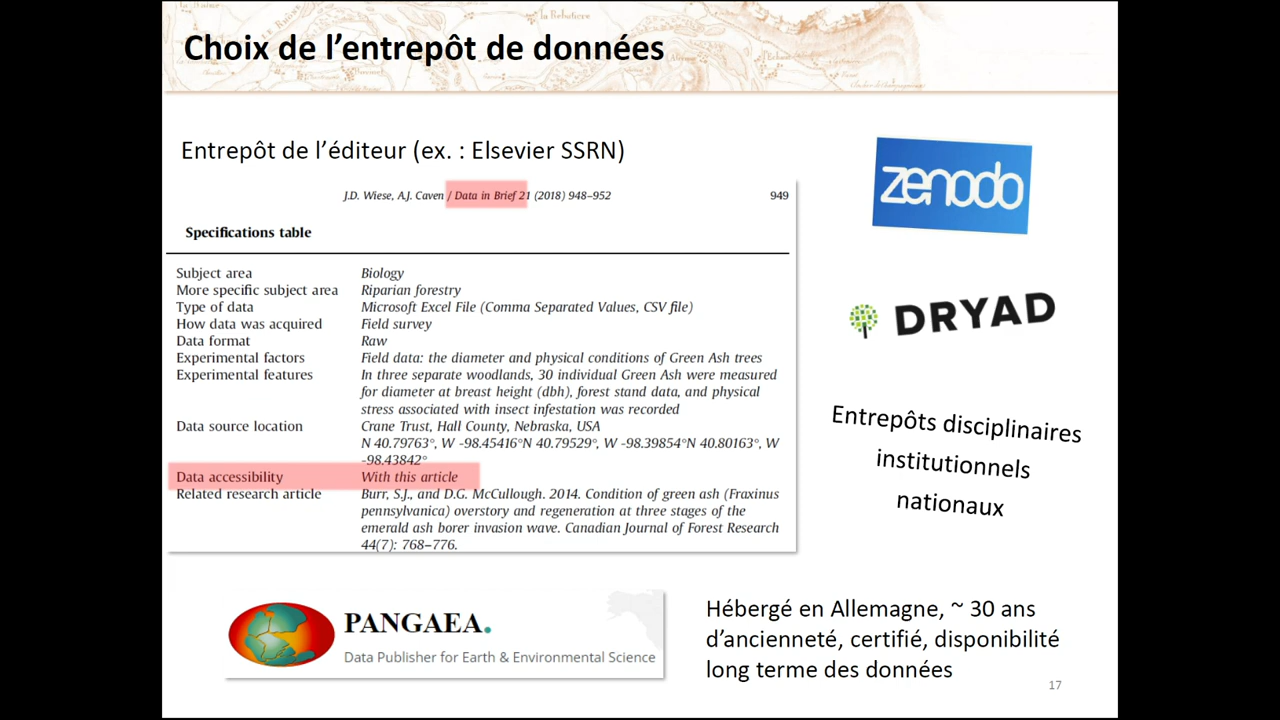 Choix de l’entrepôt de données
Entrepôt de l’éditeur (ex. : Elsevier SSRN)
J.D. Wiese, A.J. Caven / Data in Brief 21 (2018) 948–952 949
Specifications table
Subject area Biology
More specific subject area Riparian forestry
Type of data Microsoft Excel File (Comma Separated Values, CSV file)
How data was acquired Field survey
Data format Raw
Experimental factors Field data: the diameter and physical conditions of Green Ash trees
Experimental features In three separate woodlands, 30 individual Green Ash were measured
for diameter at breast height (dbh), forest stand data, and physical
stress associated with insect infestation was recorded
Data source location Crane Trust, Hall County, Nebraska, USA
N 40.79763°, W -98.45416°N 40.79529°, W -98.39854°N 40.80163°, W
-98.43842°
Data accessibility With this article
Related research article Burr, S.J., and D.G. McCullough. 2014. Condition of green ash (Fraxinus
pennsylvanica) overstory and regeneration at three stages of the
emerald ash borer invasion wave. Canadian Journal of Forest Research
44(7): 768–776.
zenodo
DRYAD
Entrepôts disciplinaires
institutionnels
nationaux
PANGAEA.
Data Publisher for Earth & Environmental Science
Hébergé en Allemagne, ~ 30 ans
d’ancienneté, certifié, disponibilité
long terme des données
17